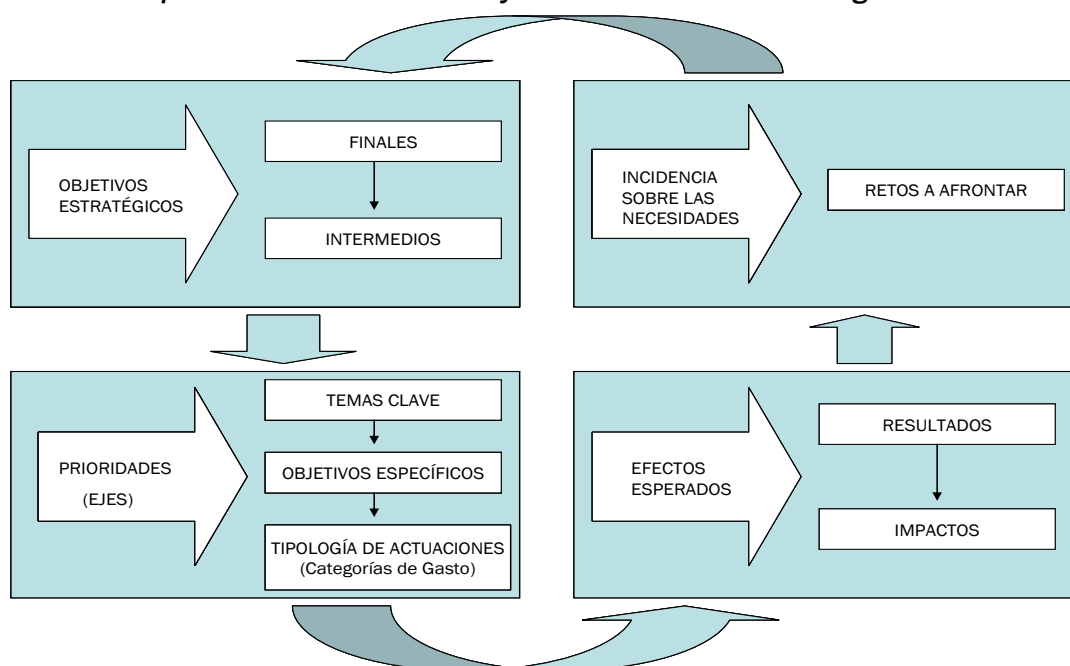 FINALES
OBJETIVOS
ESTRATÉGICOS
INTERMEDIOS
INCIDENCIA
SOBRE LAS
NECESIDADES
RETOS A AFRONTAR
PRIORIDADES
(EJES)
TEMAS CLAVE
OBJETIVOS ESPECÍFICOS
TIPOLOGÍA DE ACTUACIONES
(Categorías de Gasto)
EFECTOS
ESPERADOS
RESULTADOS
IMPACTOS